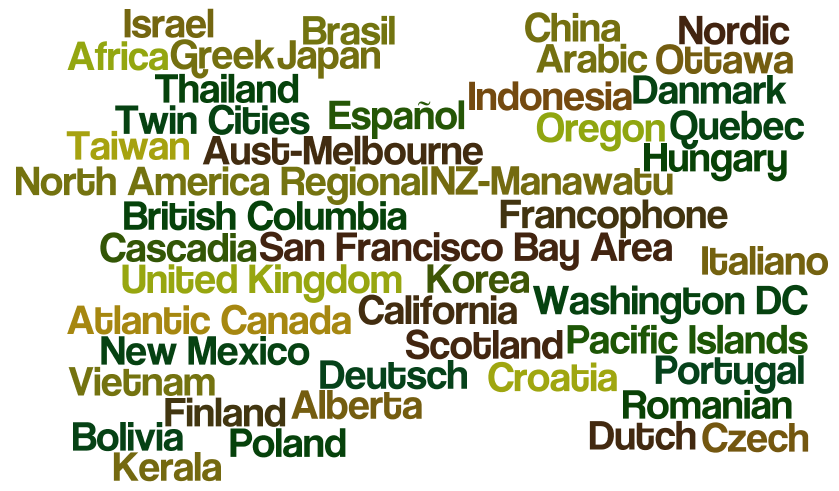 Israel Brasil China Nordic
Africa Greek Japan Arabic Ottawa
Thailand Indonesia Danmark
Twin Cities Español Oregon Quebec
Taiwan Aust-Melbourne Hungary
North America Regional NZ-Manawatu
British Columbia Francophone
Cascadia San Francisco Bay Area Italiano
United Kingdom Korea Washington DC
Atlantic Canada California
New Mexico Scotland Pacific Islands
Vietnam Deutsch Croatia Portugal
Finland Alberta Romanian
Bolivia Poland Dutch Czech
Kerala